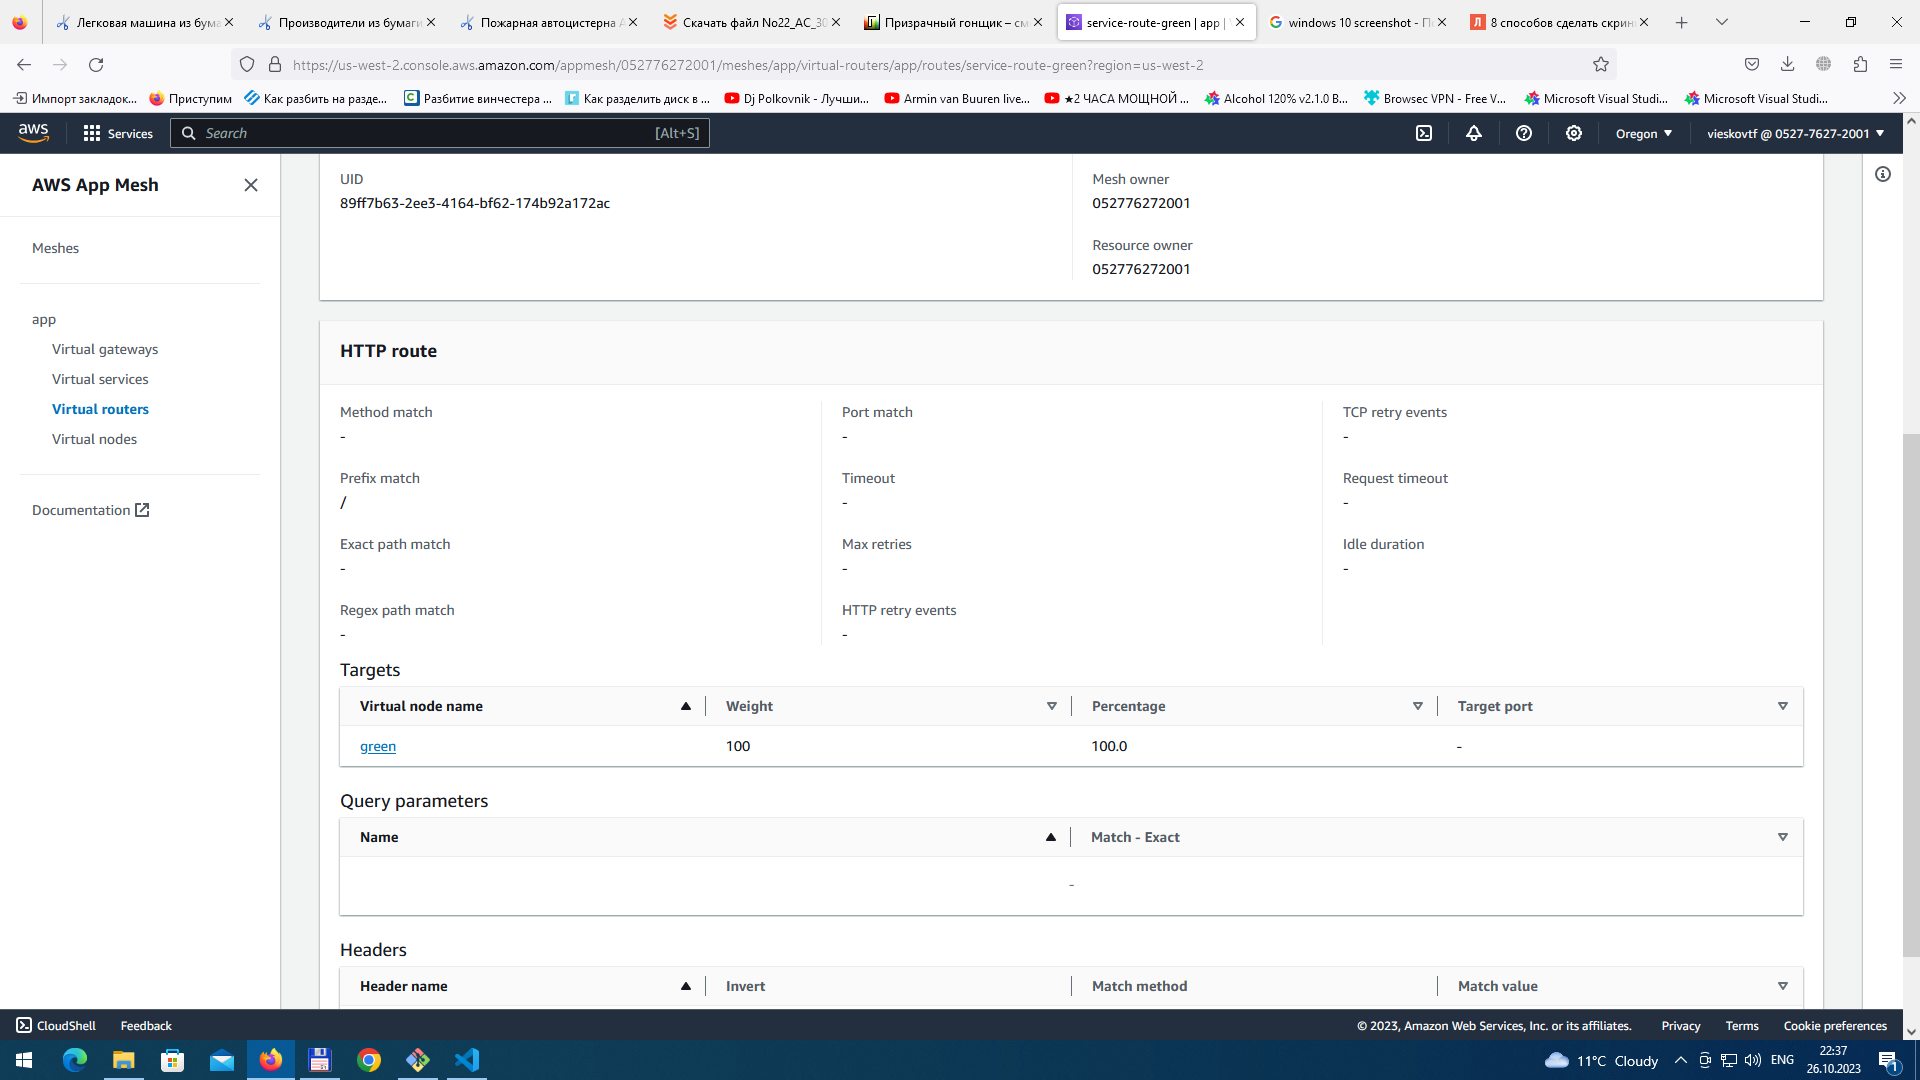 Легковая машина из бума
Производители из бумаги
Пожарная автоцистерна А
Скачать файл No22_AC_30
Призрачный гонщик – см
service-route-green | app |
windows 10 screenshot - По
8 способов сделать скрин
https://us-west-2.console.aws.amazon.com/appmesh/052776272001/meshes/app/virtual-routers/app/routes/service-route-green?region=us-west-2
Импорт закладок...
Приступим
Как разбить на разде...
Разбитие винчестера ...
Как разделить диск в ...
Dj Polkovnik - Лучши...
Armin van Buuren live...
★2 ЧАСА МОЩНОЙ ...
Alcohol 120% v2.1.0 B...
Browsec VPN - Free V...
Microsoft Visual Studi...
Microsoft Visual Studi...
aws
Services
Search
[Alt+S]
Oregon
vieskovtf @ 0527-7627-2001
AWS App Mesh
Meshes
app
Virtual gateways
Virtual services
Virtual routers
Virtual nodes
Documentation
UID
89ff7b63-2ee3-4164-bf62-174b92a172ac
Mesh owner
052776272001
Resource owner
052776272001
HTTP route
Method match
-
Prefix match
/
Exact path match
-
Regex path match
-
Port match
-
Timeout
-
Max retries
-
HTTP retry events
-
TCP retry events
-
Request timeout
-
Idle duration
-
Targets
Virtual node name Weight Percentage Target port
green 100 100.0 -
Query parameters
Name Match - Exact
-
Headers
Header name Invert Match method Match value
CloudShell
Feedback
© 2023, Amazon Web Services, Inc. or its affiliates.
Privacy
Terms
Cookie preferences
11°C Cloudy
ENG
22:37
26.10.2023
1